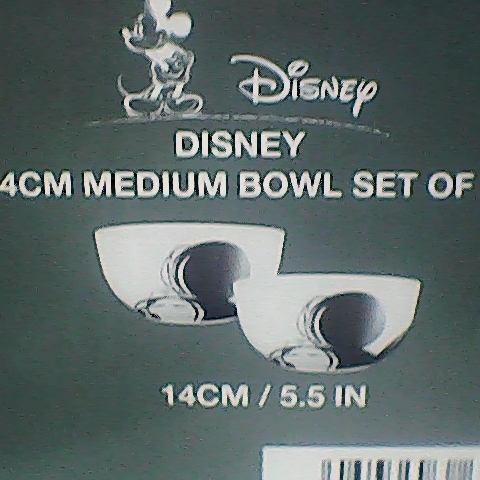 Disney
DISNEY
4CM MEDIUM BOWL SET OF
14CM / 5.5 IN